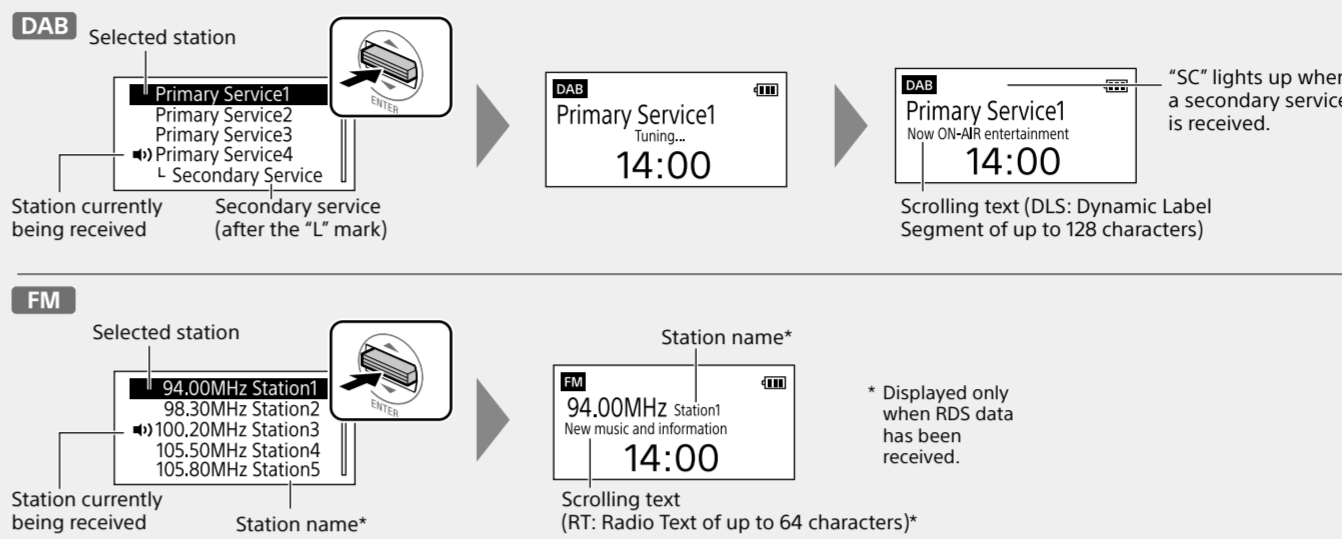 DAB
Selected station
Primary Service1
Primary Service2
Primary Service3
Primary Service4
└ Secondary Service
ENTER
Station currently
being received
Secondary service
(after the “L” mark)
DAB
Primary Service1
Tuning...
14:00
DAB
Primary Service1
Now ON-AIR entertainment
14:00
“SC” lights up when
a secondary service
is received.
Scrolling text (DLS: Dynamic Label
Segment of up to 128 characters)
FM
Selected station
94.00MHz Station1
98.30MHz Station2
100.20MHz Station3
105.50MHz Station4
105.80MHz Station5
ENTER
Station currently
being received
Station name*
Station name*
FM
94.00MHz Station1
New music and information
14:00
Scrolling text
(RT: Radio Text of up to 64 characters)*
* Displayed only
when RDS data
has been
received.